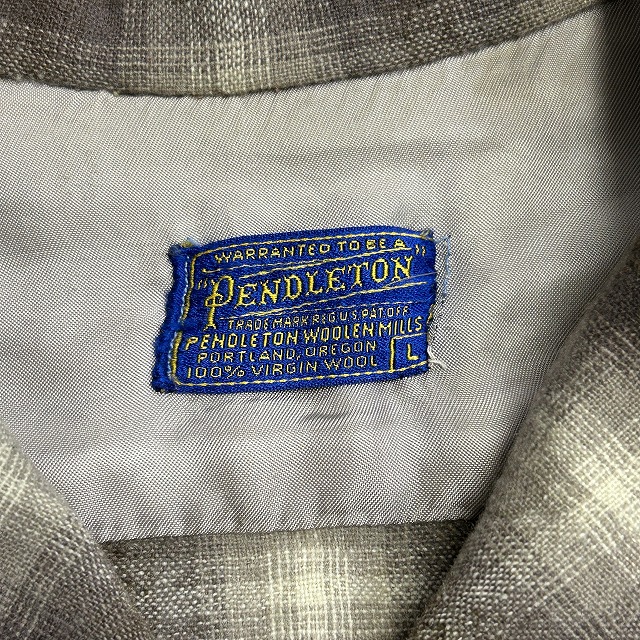 WARRANTED TO BE A
"PENDLETON"
TRADE MARK REG. U.S. PAT. OFF.
PENDLETON WOOLEN MILLS
PORTLAND, OREGON
100% VIRGIN WOOL
L